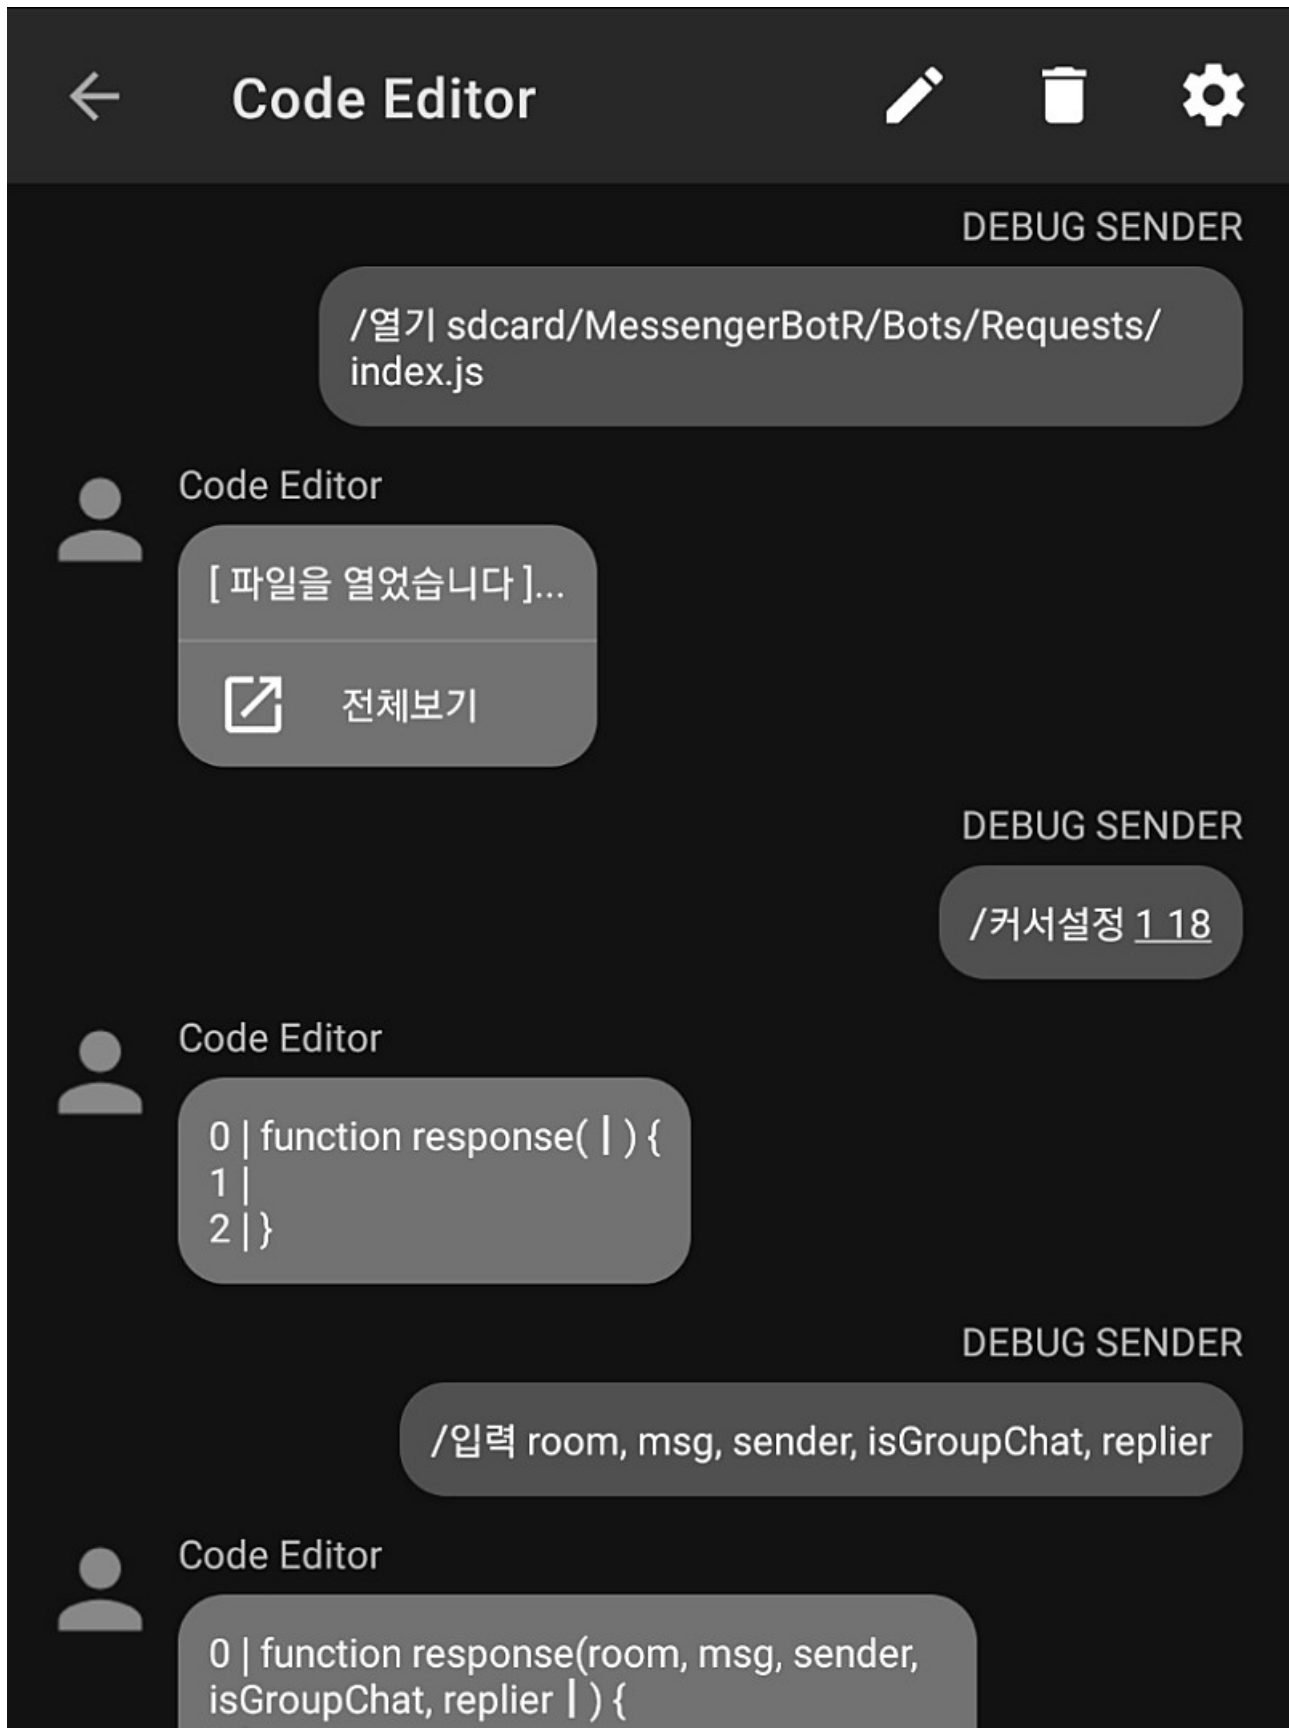 Code Editor
DEBUG SENDER
/열기 sdcard/MessengerBotR/Bots/Requests/
index.js
Code Editor
[ 파일을 열었습니다 ]...
전체보기
DEBUG SENDER
/커서설정 1 18
Code Editor
0 | function response( | ) {
1 |
2 | }
DEBUG SENDER
/입력 room, msg, sender, isGroupChat, replier
Code Editor
0 | function response(room, msg, sender,
isGroupChat, replier | ) {